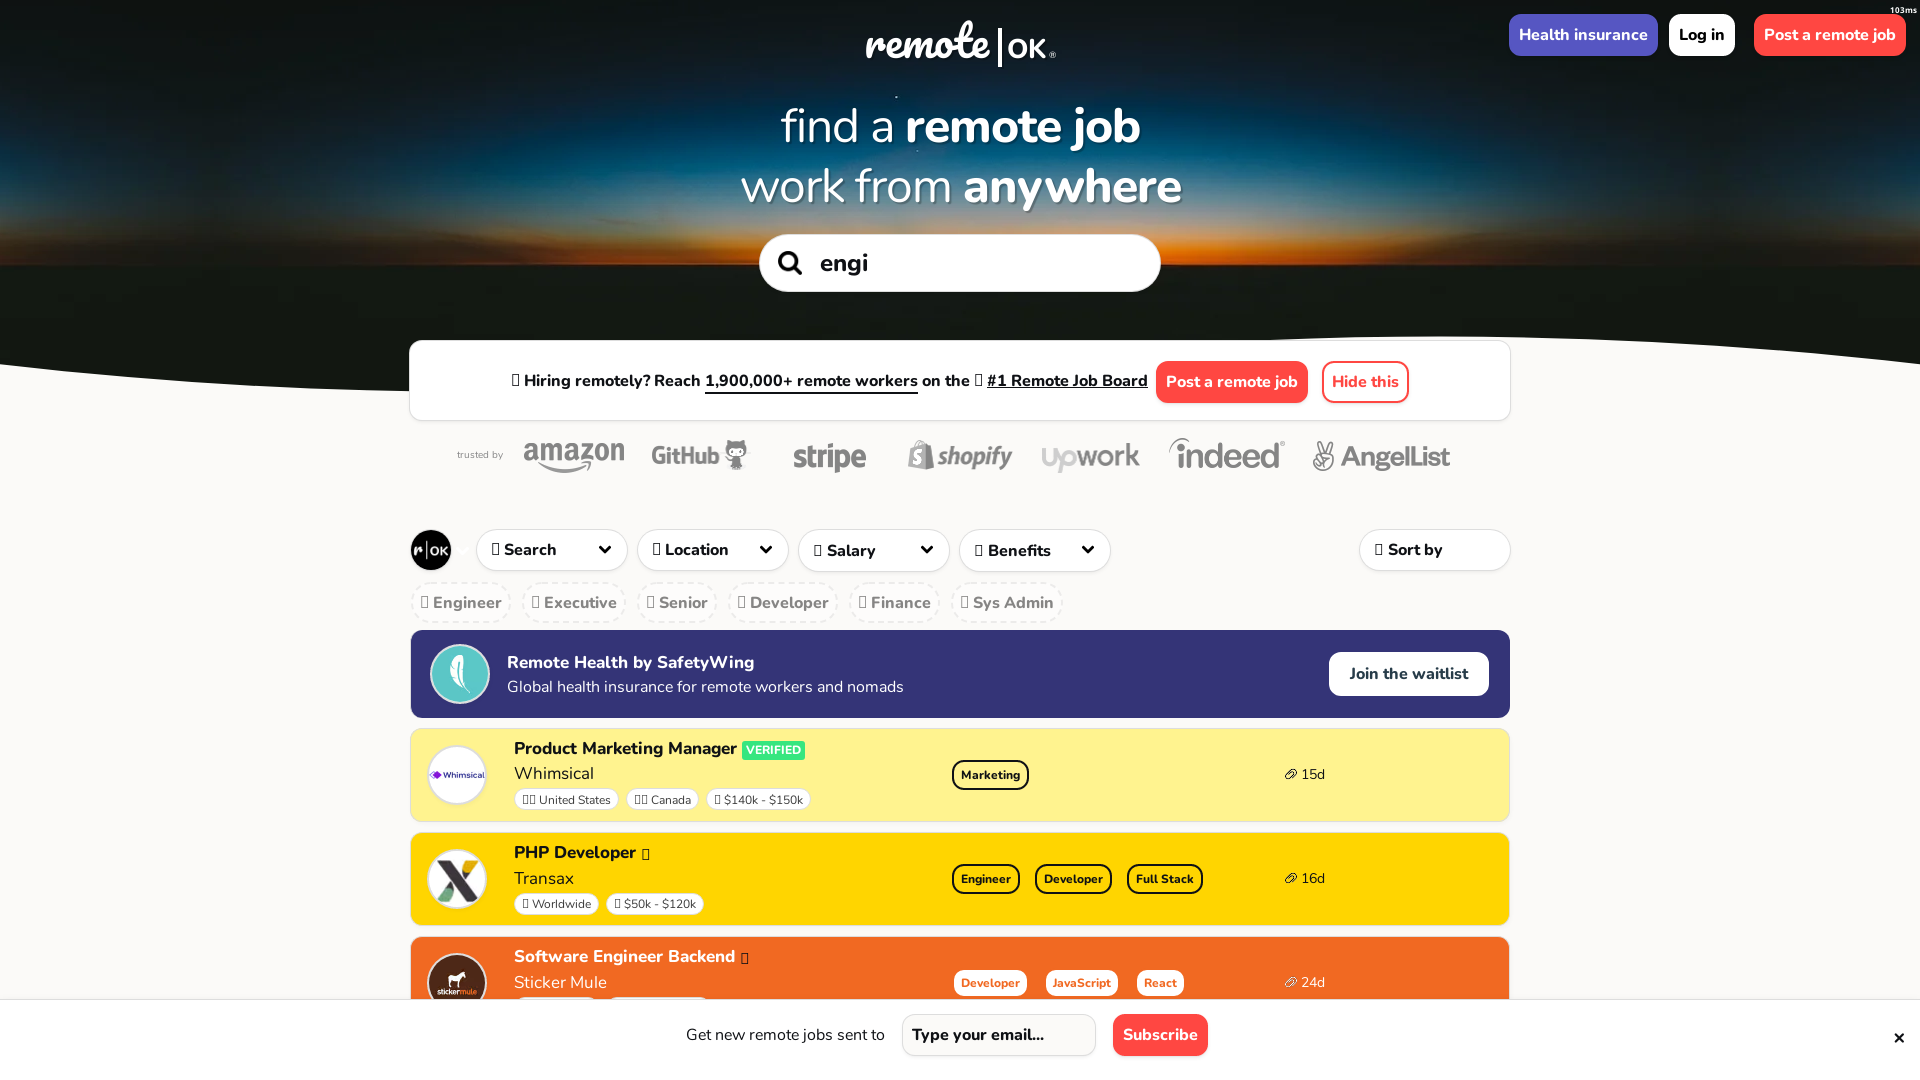 103ms
remote | OK®
Health insurance
Log in
Post a remote job
find a remote job
work from anywhere
engi
Hiring remotely? Reach 1,900,000+ remote workers on the #1 Remote Job Board
Post a remote job
Hide this
trusted by
amazon
GitHub
stripe
shopify
upwork
indeed®
AngelList
r|OK
Search
Location
Salary
Benefits
Sort by
Engineer
Executive
Senior
Developer
Finance
Sys Admin
Remote Health by SafetyWing
Global health insurance for remote workers and nomads
Join the waitlist
Whimsical
Product Marketing Manager VERIFIED
Whimsical
United States
Canada
$140k - $150k
Marketing
15d
PHP Developer
Transax
Worldwide
$50k - $120k
Engineer
Developer
Full Stack
16d
stickermule
Software Engineer Backend
Sticker Mule
Developer
JavaScript
React
24d
Get new remote jobs sent to
Type your email...
Subscribe
×